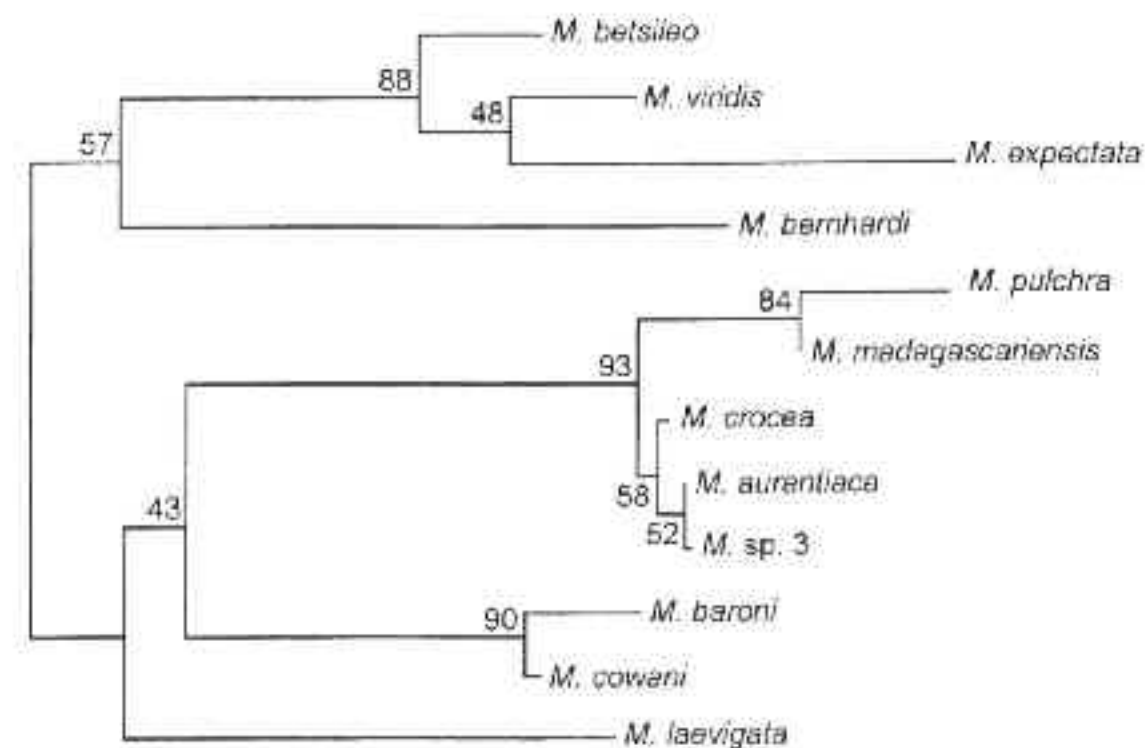 M. betsileo
88
M. viridis
48
57
M. expectata
M. bernhardi
M. pulchra
84
M. madagascariensis
93
M. crocea
M. aurantiaca
58
43
52
M. sp. 3
M. baroni
90
M. cowani
M. laevigata